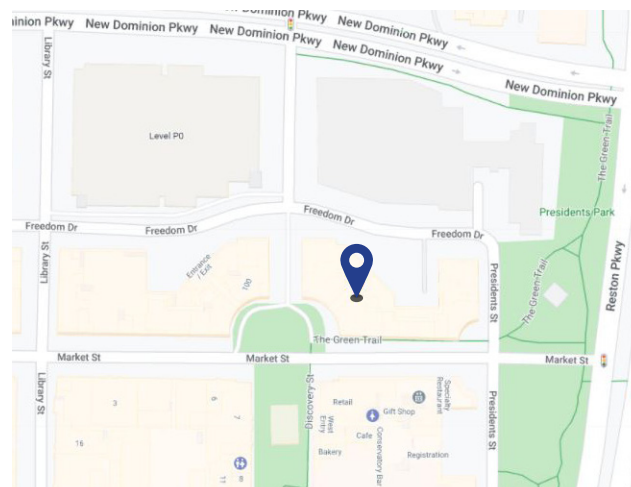 New Dominion Pkwy
New Dominion Pkwy
New Dominion Pkwy
New Dominion Pkwy
New Dominion Pkwy
Library St
Level P0
The Green-Trail
Presidents Park
Freedom Dr
Freedom Dr
Freedom Dr
Freedom Dr
Library St
Entrance
/ Exit
100
Presidents St
The Green-Trail
Reston Pkwy
The Green-Trail
Market St
Market St
Market St
Library St
Discovery St
Presidents St
3
6
7
16
8
11
Retail
West
Entry
Gift Shop
Specialty
Restaurant
Cafe
Conservatory Bar
Bakery
Registration